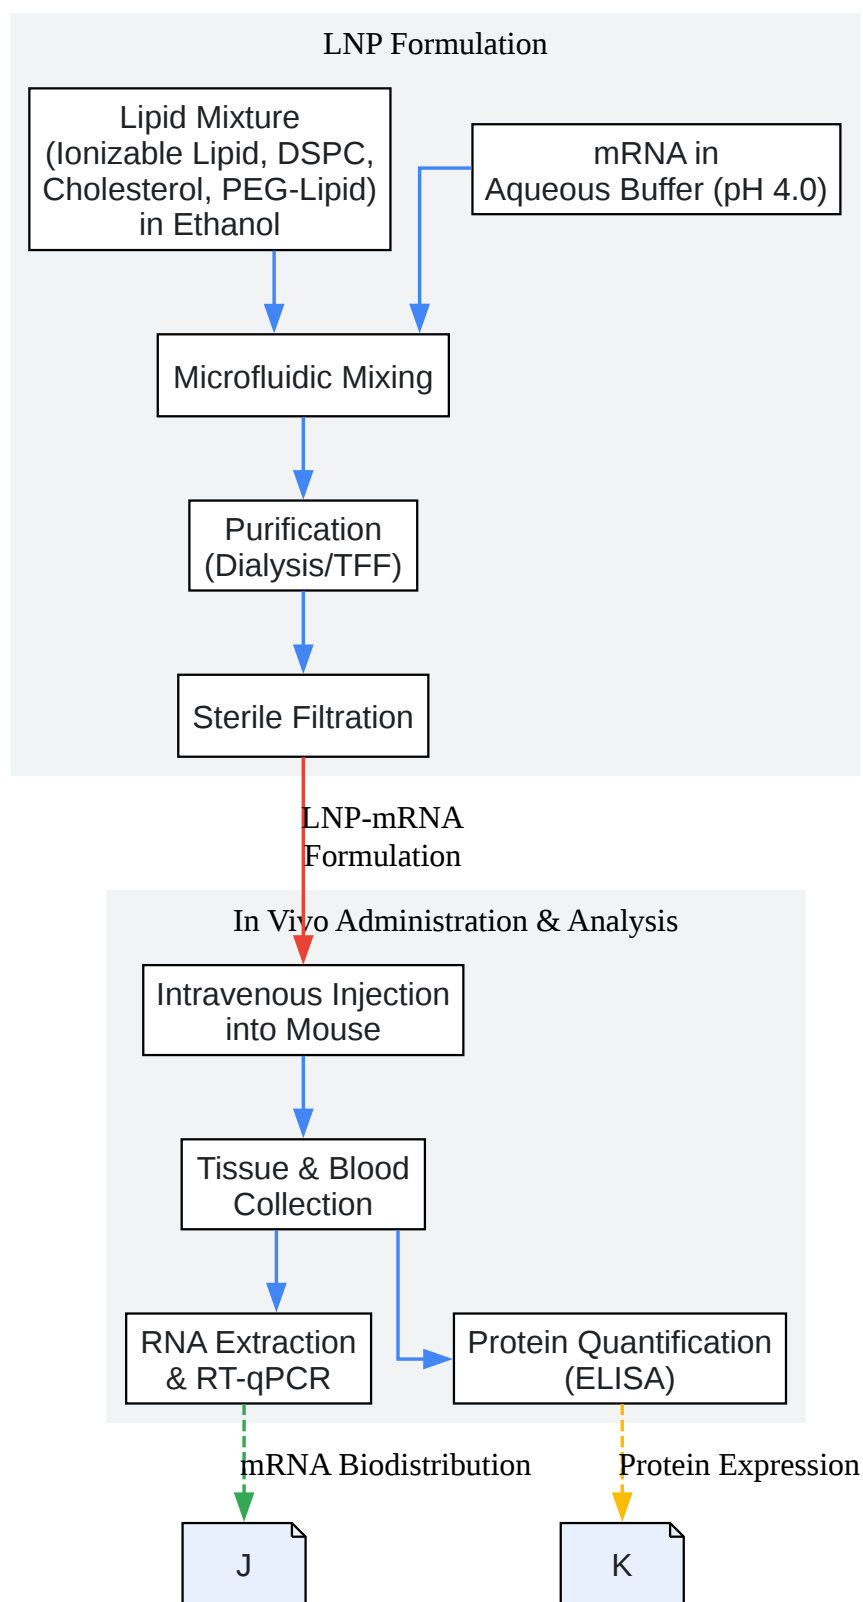 LNP Formulation
Lipid Mixture
(Ionizable Lipid, DSPC,
Cholesterol, PEG-Lipid)
in Ethanol
mRNA in
Aqueous Buffer (pH 4.0)
Microfluidic Mixing
Purification
(Dialysis/TFF)
Sterile Filtration
LNP-mRNA
Formulation
In Vivo Administration & Analysis
Intravenous Injection
into Mouse
Tissue & Blood
Collection
RNA Extraction
& RT-qPCR
Protein Quantification
(ELISA)
mRNA Biodistribution
Protein Expression
J
K